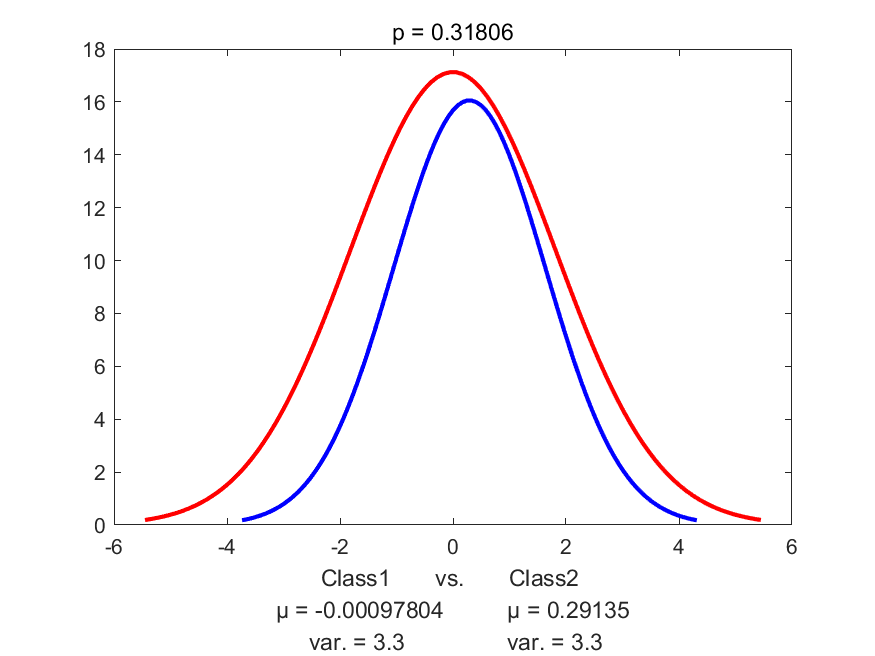 p = 0.31806
18
16
14
12
10
8
6
4
2
0
-6 -4 -2 0 2 4 6
Class1 vs. Class2
µ = -0.00097804 µ = 0.29135
var. = 3.3 var. = 3.3